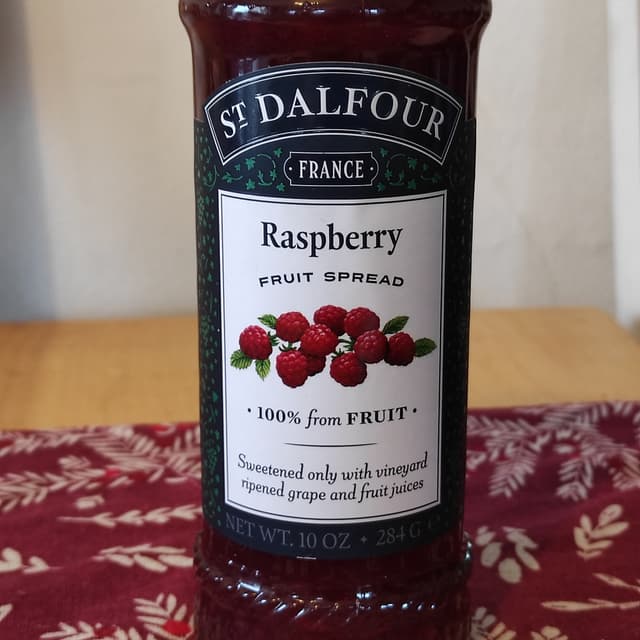 ST DALFOUR
FRANCE
Raspberry
FRUIT SPREAD
• 100% from FRUIT •
Sweetened only with vineyard
ripened grape and fruit juices
NET WT. 10 OZ • 284 G